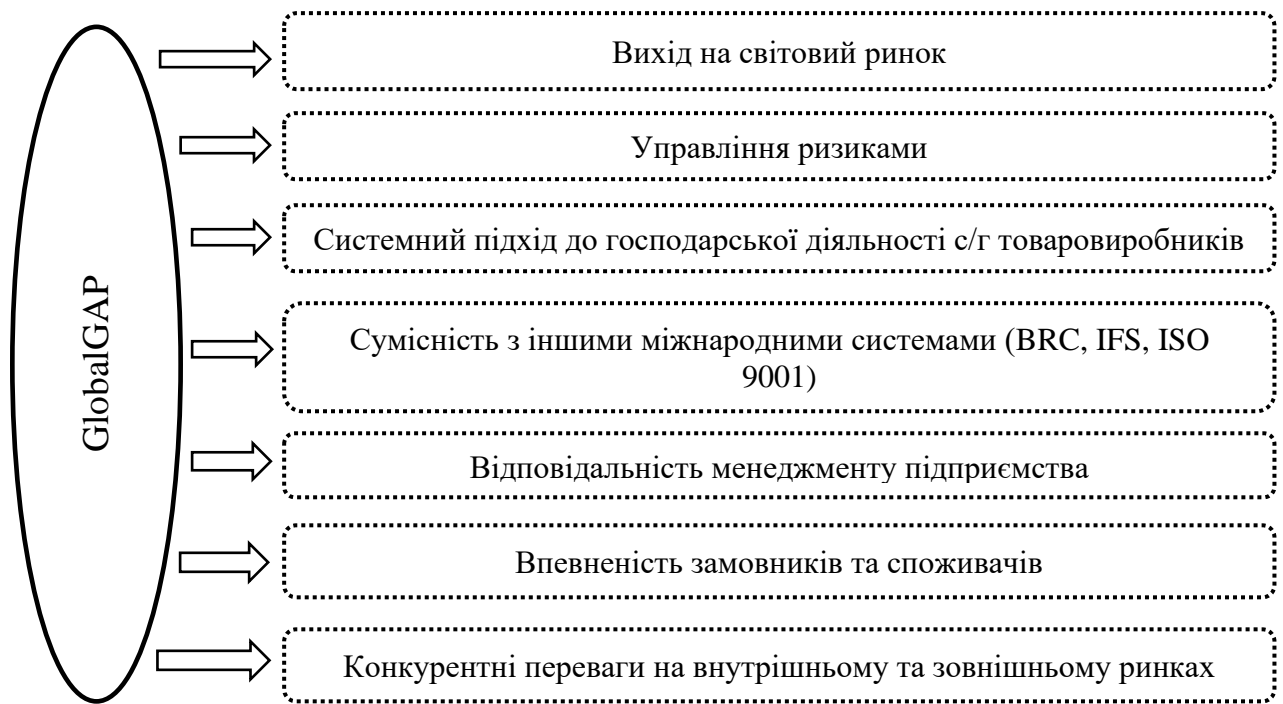 GlobalGAP
Вихід на світовий ринок
Управління ризиками
Системний підхід до господарської діяльності с/г товаровиробників
Сумісність з іншими міжнародними системами (BRC, IFS, ISO
9001)
Відповідальність менеджменту підприємства
Впевненість замовників та споживачів
Конкурентні переваги на внутрішньому та зовнішньому ринках